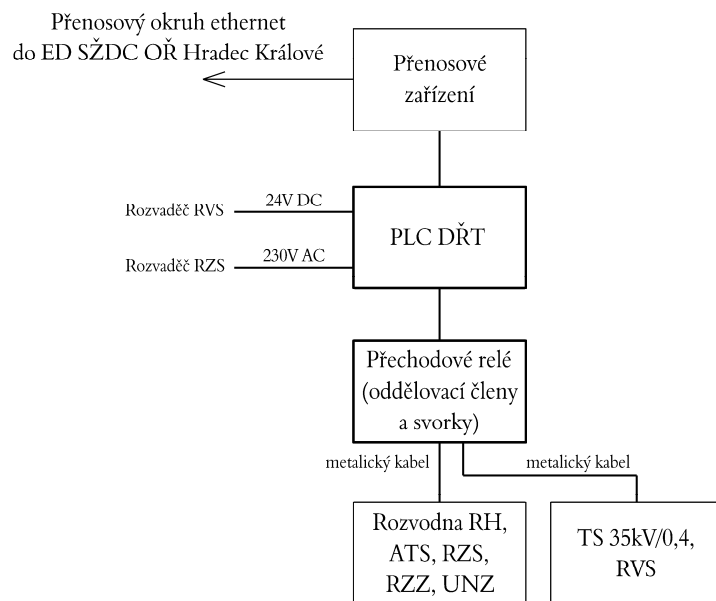 Přenosový okruh ethernet
do ED SŽDC OŘ Hradec Králové
Přenosové
zařízení
Rozvaděč RVS
24V DC
PLC DŘT
Rozvaděč RZS
230V AC
Přechodové relé
(oddělovací členy
a svorky)
metalický kabel
metalický kabel
Rozvodna RH,
ATS, RZS,
RZZ, UNZ
TS 35kV/0,4,
RVS